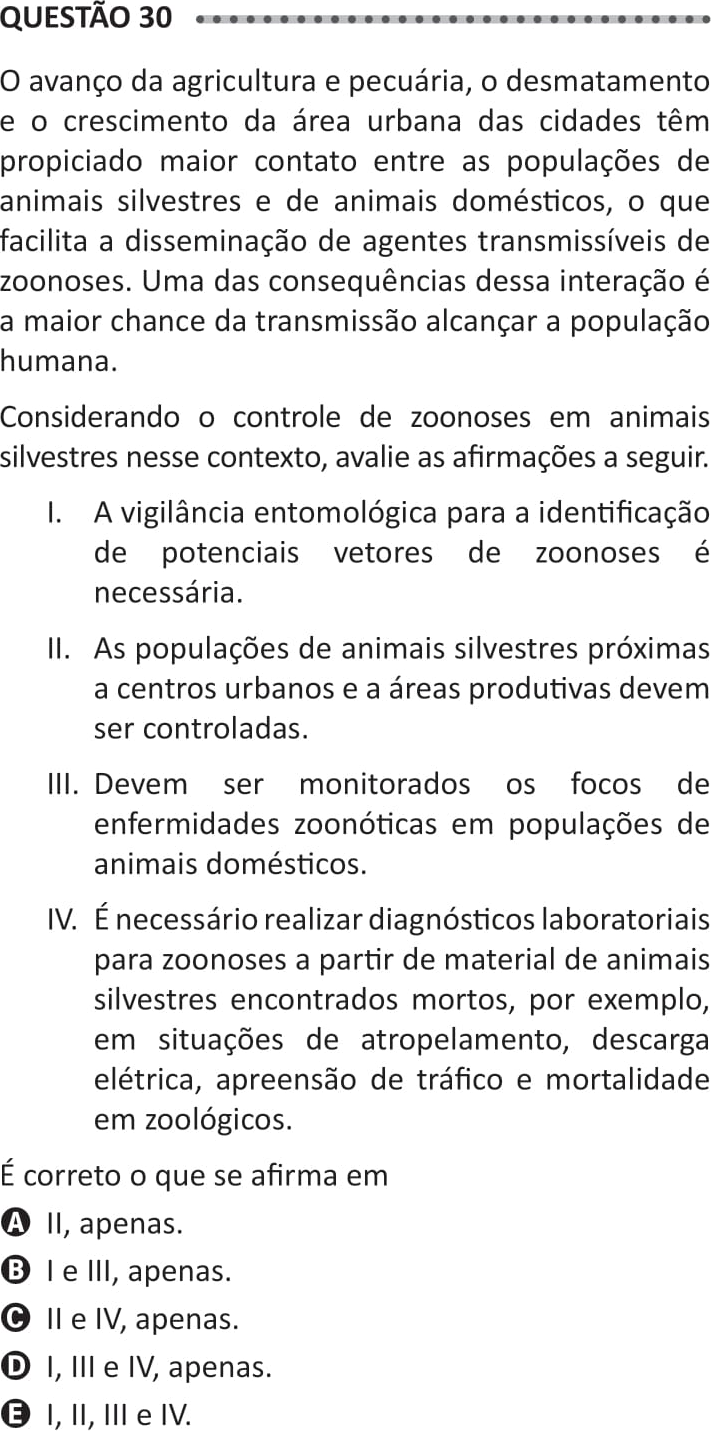 QUESTÃO 30
O avanço da agricultura e pecuária, o desmatamento
e o crescimento da área urbana das cidades têm
propiciado maior contato entre as populações de
animais silvestres e de animais domésticos, o que
facilita a disseminação de agentes transmissíveis de
zoonoses. Uma das consequências dessa interação é
a maior chance da transmissão alcançar a população
humana.
Considerando o controle de zoonoses em animais
silvestres nesse contexto, avalie as afirmações a seguir.
I. A vigilância entomológica para a identificação
de potenciais vetores de zoonoses é
necessária.
II. As populações de animais silvestres próximas
a centros urbanos e a áreas produtivas devem
ser controladas.
III. Devem ser monitorados os focos de
enfermidades zoonóticas em populações de
animais domésticos.
IV. É necessário realizar diagnósticos laboratoriais
para zoonoses a partir de material de animais
silvestres encontrados mortos, por exemplo,
em situações de atropelamento, descarga
elétrica, apreensão de tráfico e mortalidade
em zoológicos.
É correto o que se afirma em
A II, apenas.
B I e III, apenas.
C II e IV, apenas.
D I, III e IV, apenas.
E I, II, III e IV.